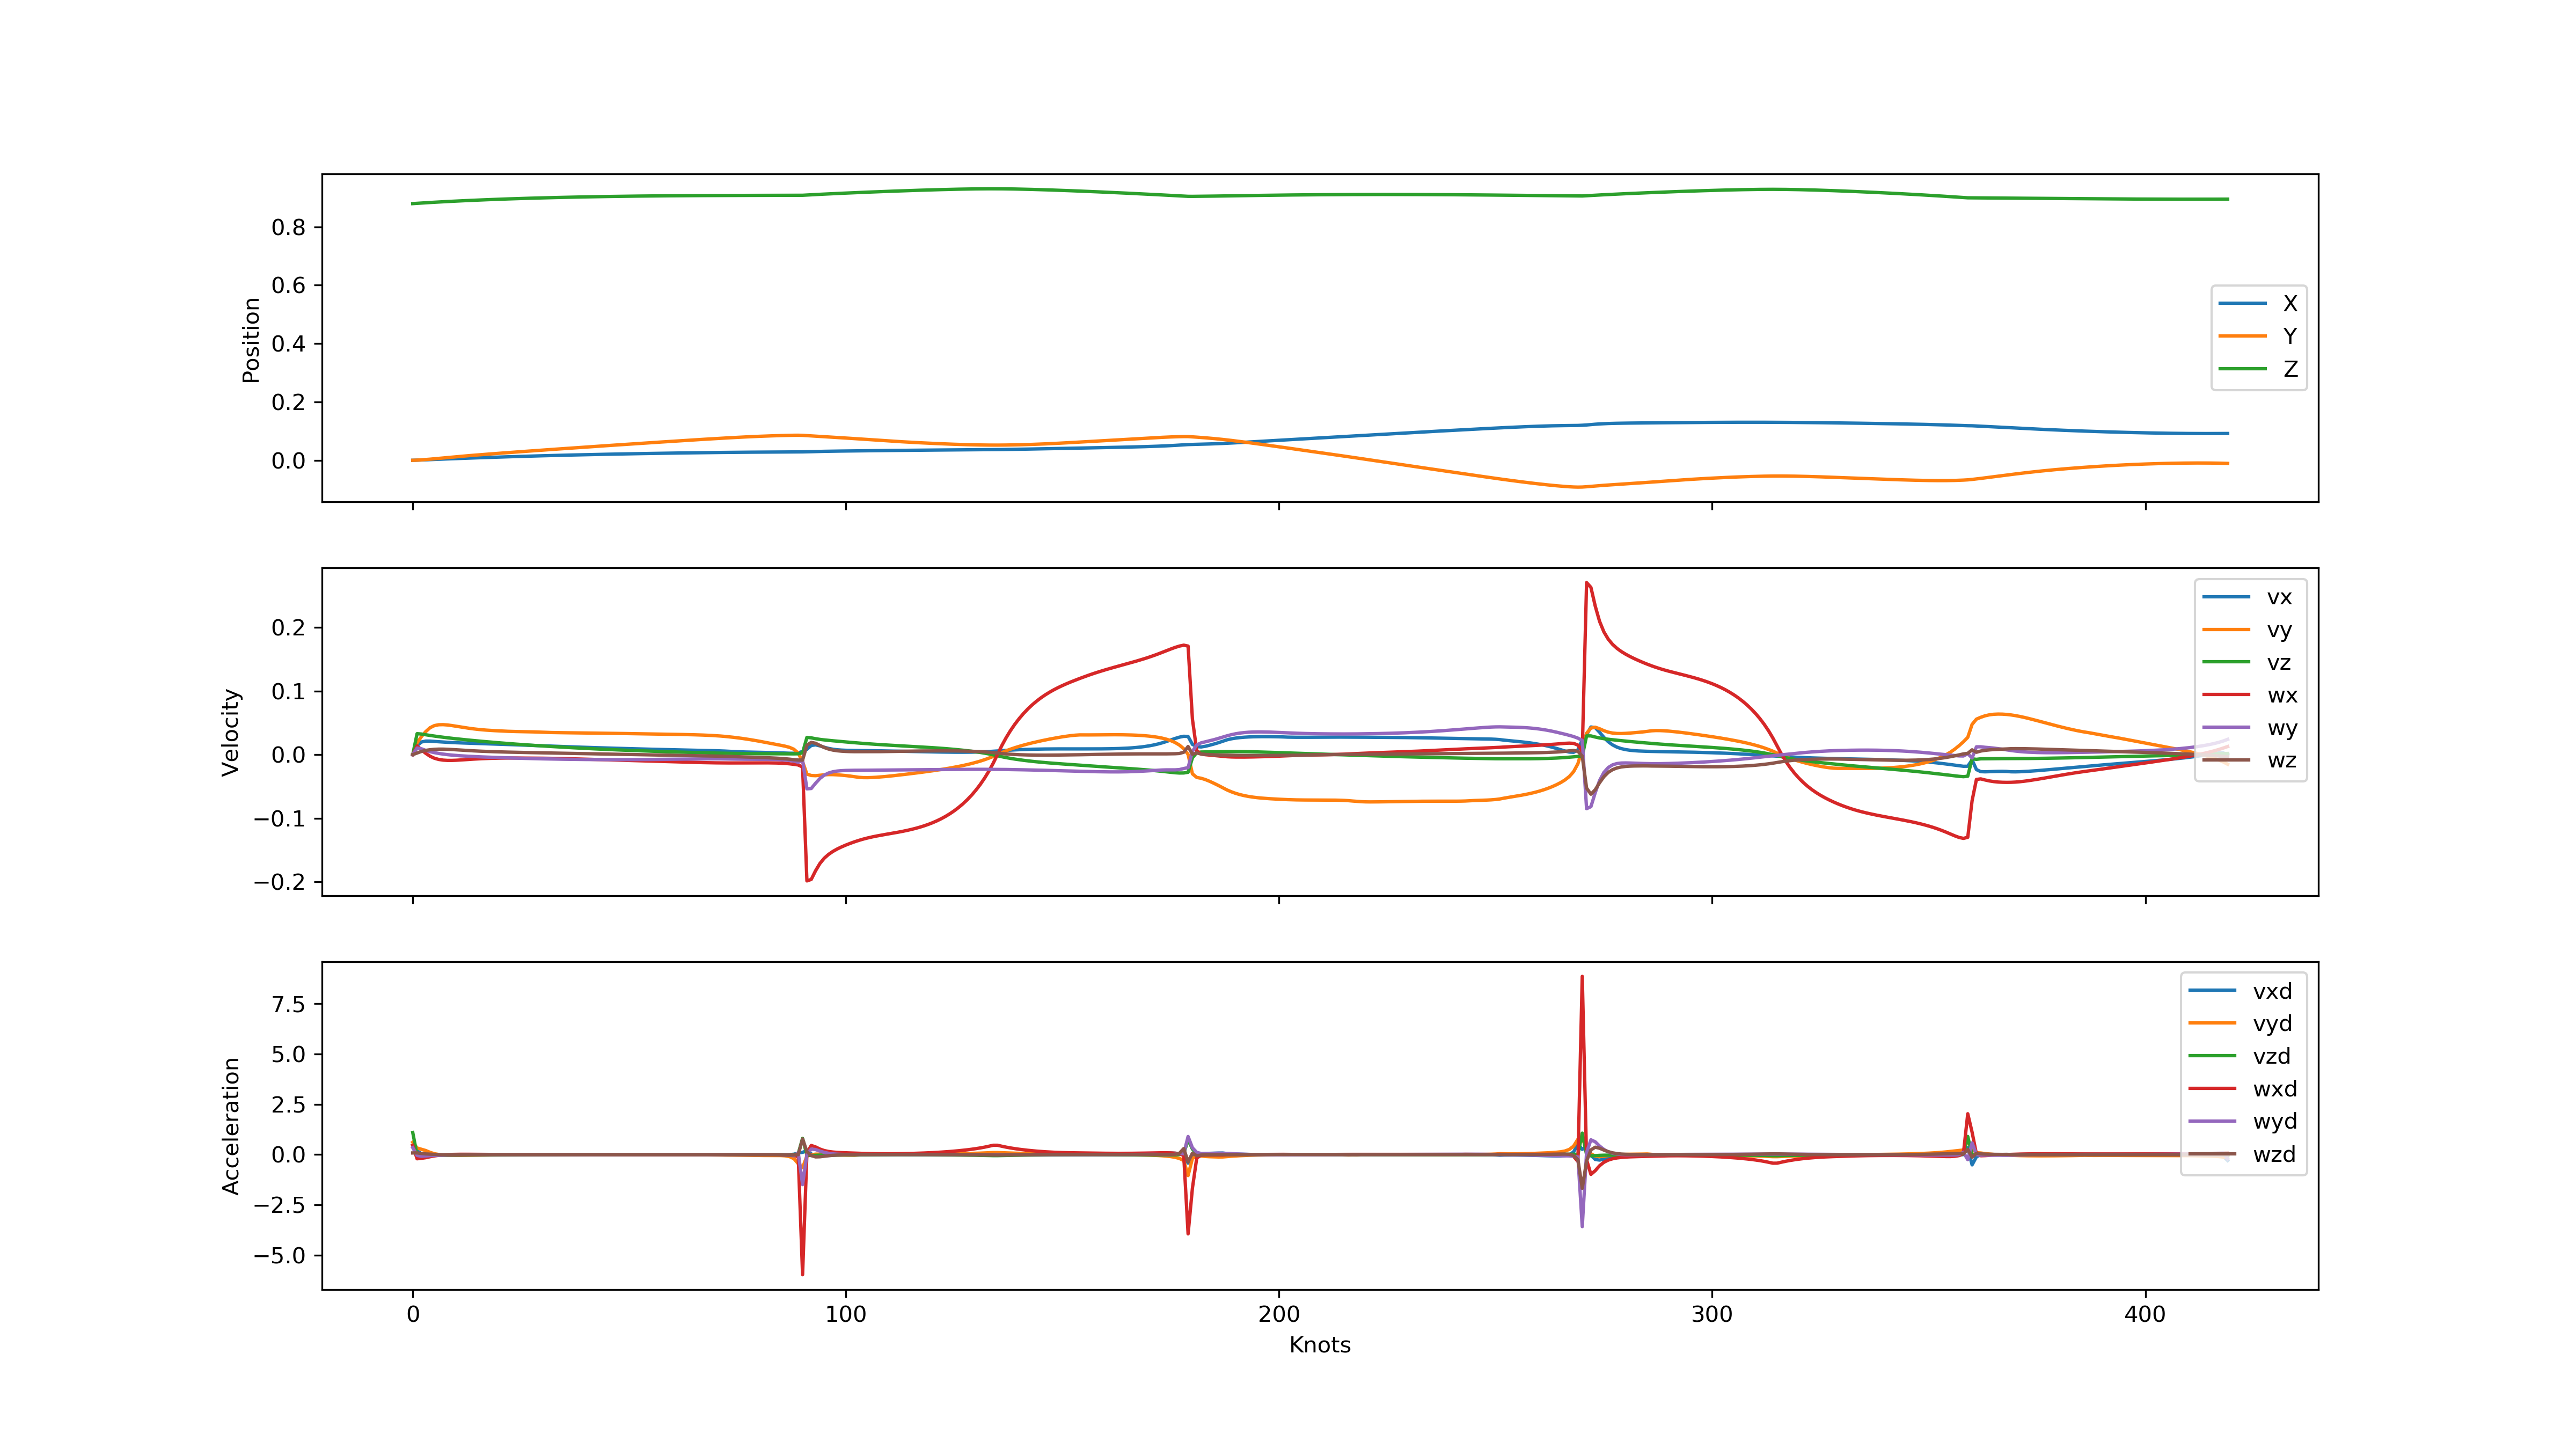 0.8
0.6
0.4
0.2
0.0
Position
X
Y
Z
0.2
0.1
0.0
−0.1
−0.2
Velocity
vx
vy
vz
wx
wy
wz
7.5
5.0
2.5
0.0
−2.5
−5.0
Acceleration
vxd
vyd
vzd
wxd
wyd
wzd
0 100 200 300 400
Knots